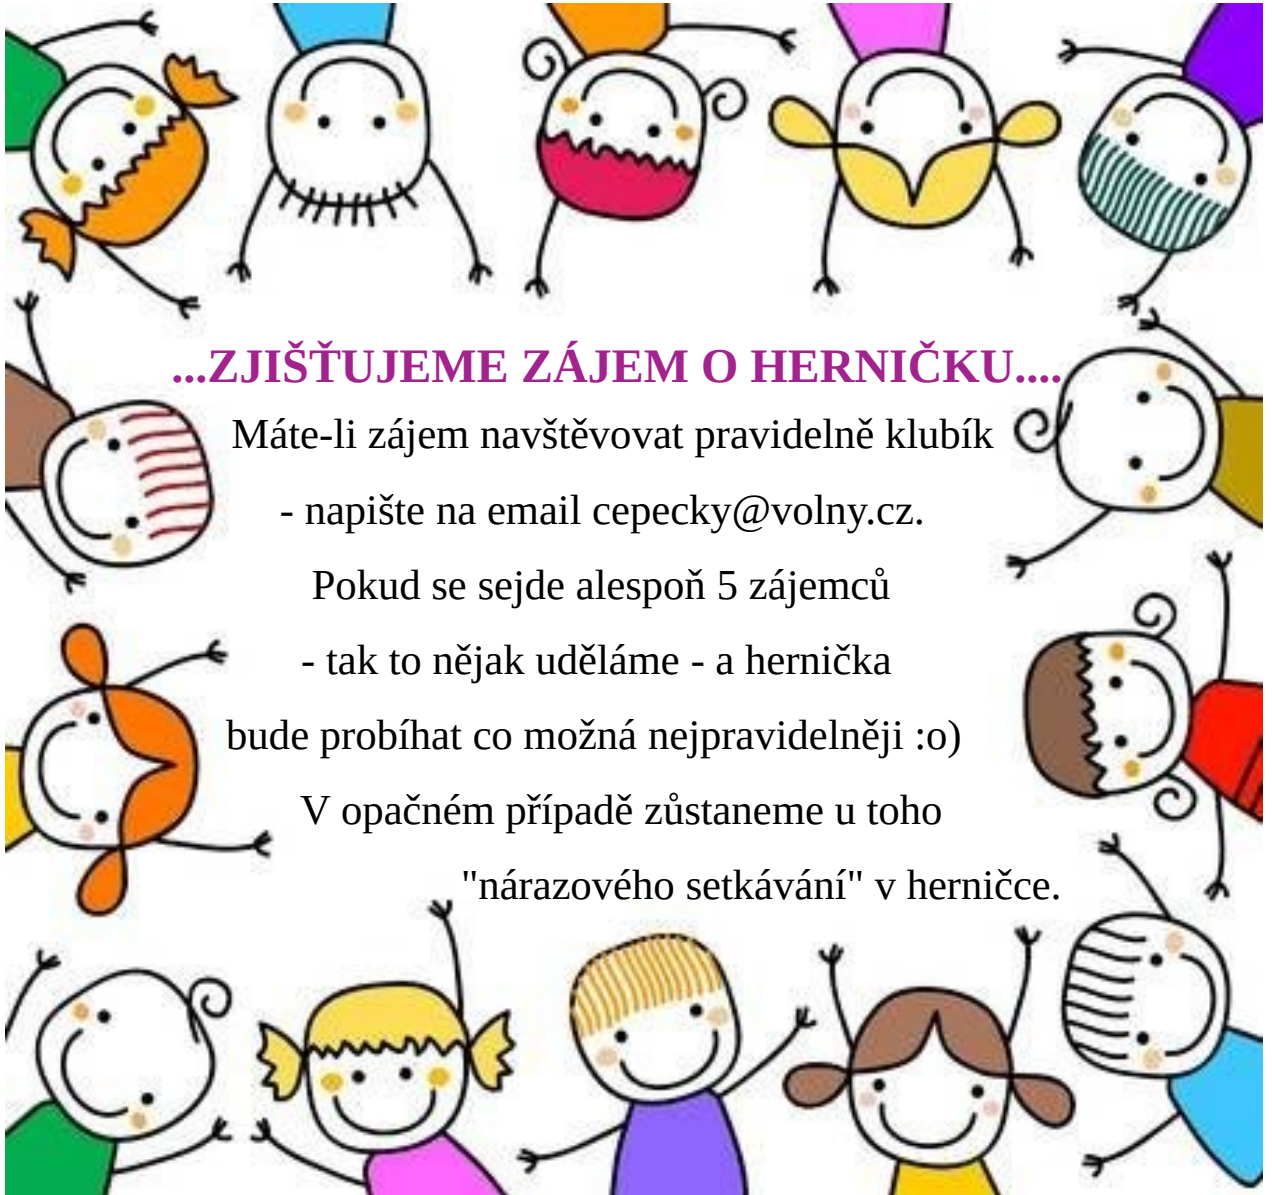 ...ZJIŠŤUJEME ZÁJEM O HERNIČKU....
Máte-li zájem navštěvovat pravidelně klubík
- napište na email cepecky@volny.cz.
Pokud se sejde alespoň 5 zájemců
- tak to nějak uděláme - a hernička
bude probíhat co možná nejpravidelněji :o)
V opačném případě zůstaneme u toho
"nárazového setkávání" v herničce.